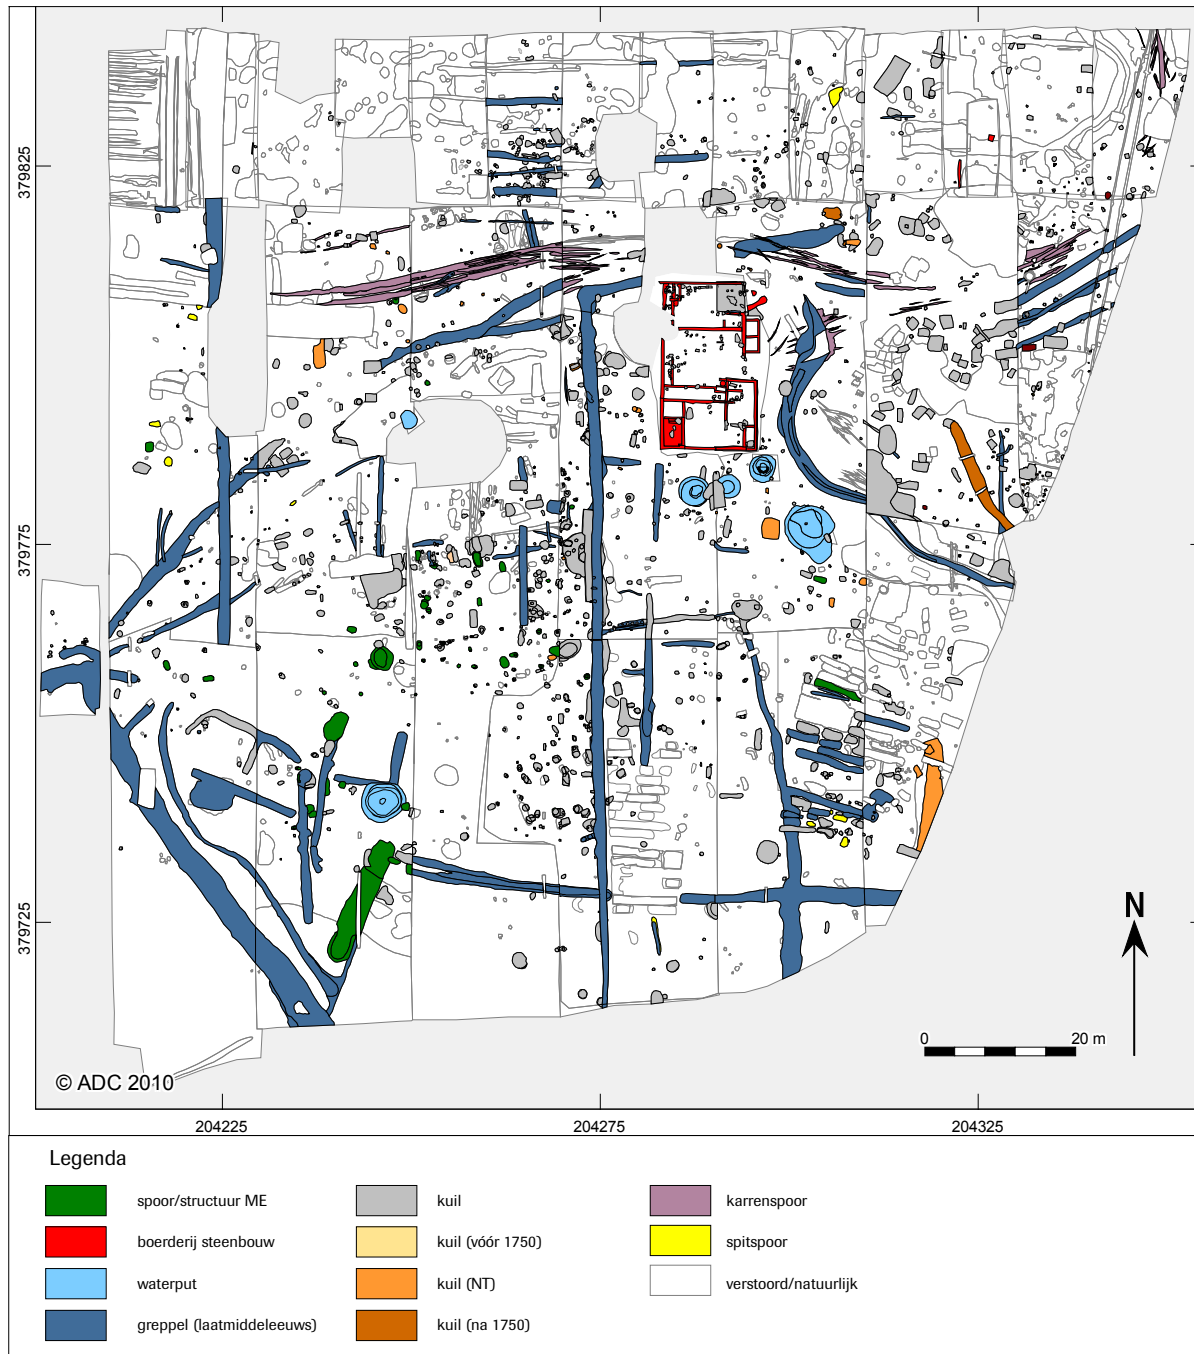 379825
379775
379725
N
0 20 m
© ADC 2010
204225 204275 204325
Legenda
spoor/structuur ME
boerderij steenbouw
waterput
greppel (laatmiddeleeuws)
kuil
kuil (vóór 1750)
kuil (NT)
kuil (na 1750)
karrenspoor
spitspoor
verstoord/natuurlijk